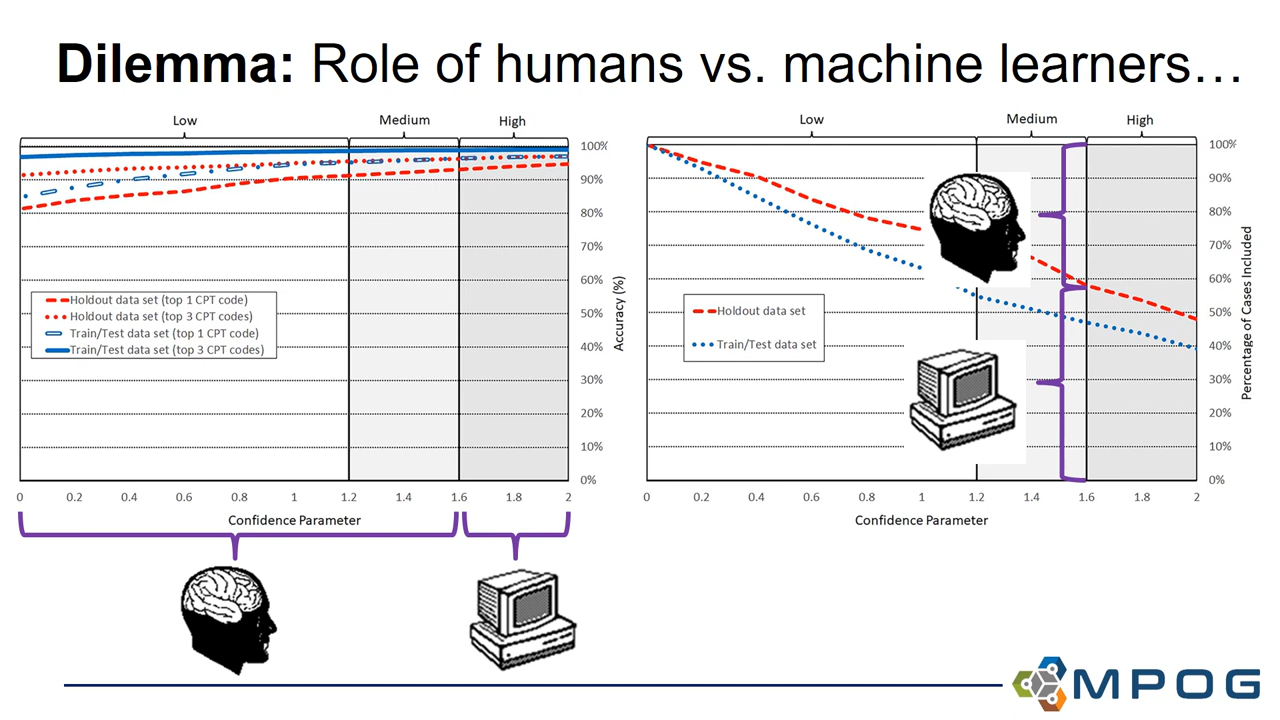 Dilemma: Role of humans vs. machine learners…
Low Medium High
100%
90%
80%
70%
60%
50%
40%
30%
20%
10%
0%
Accuracy (%)
Holdout data set (top 1 CPT code)
Holdout data set (top 3 CPT codes)
Train/Test data set (top 1 CPT code)
Train/Test data set (top 3 CPT codes)
0 0.2 0.4 0.6 0.8 1 1.2 1.4 1.6 1.8 2
Confidence Parameter
Low Medium High
100%
90%
80%
70%
60%
50%
40%
30%
20%
10%
0%
Percentage of Cases Included
Holdout data set
Train/Test data set
0 0.2 0.4 0.6 0.8 1 1.2 1.4 1.6 1.8 2
Confidence Parameter
MPOG